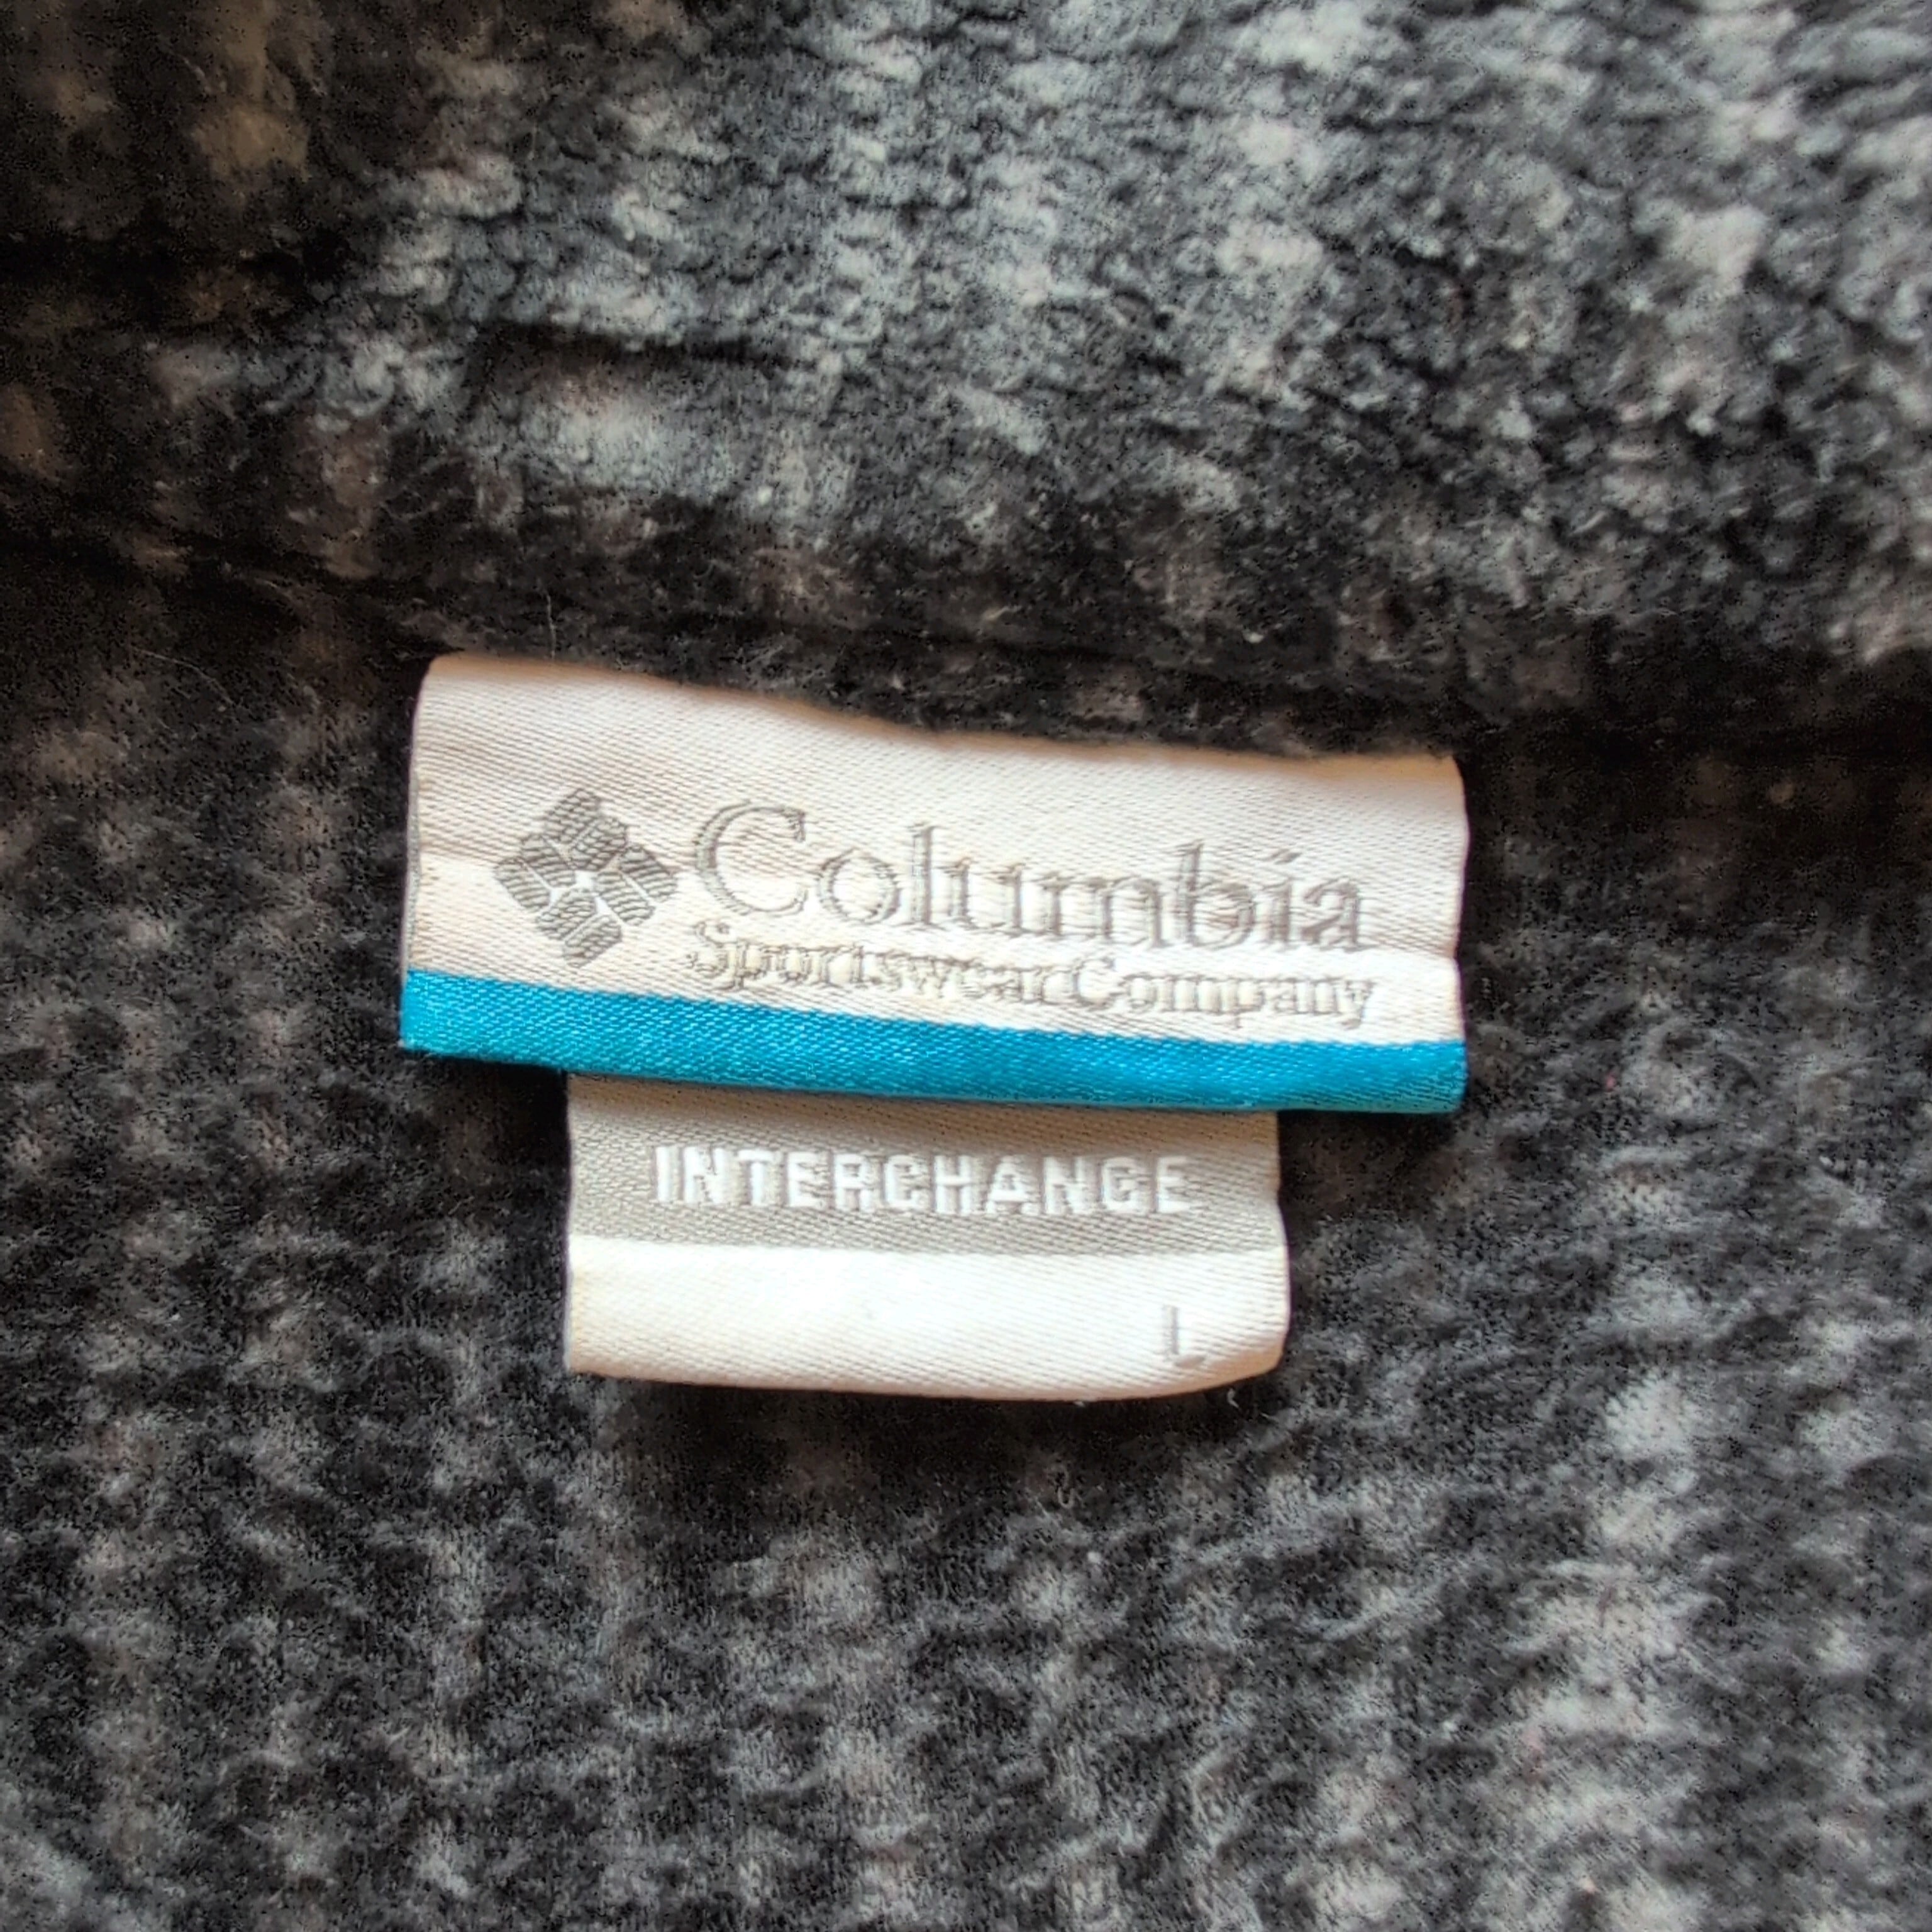 Columbia
Sportswear Company
INTERCHANGE
L